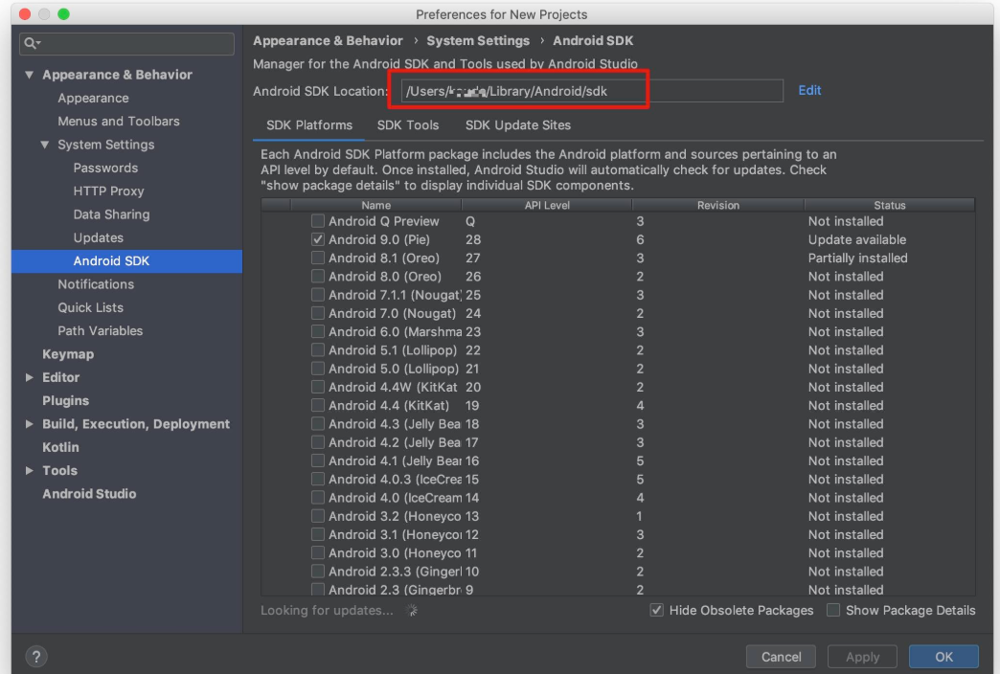 Preferences for New Projects
Appearance & Behavior › System Settings › Android SDK
Manager for the Android SDK and Tools used by Android Studio
Android SDK Location: /Users/ /Library/Android/sdk Edit
SDK Platforms SDK Tools SDK Update Sites
Each Android SDK Platform package includes the Android platform and sources pertaining to an
API level by default. Once installed, Android Studio will automatically check for updates. Check
"show package details" to display individual SDK components.
Name API Level Revision Status
Android Q Preview Q 3 Not installed
Android 9.0 (Pie) 28 6 Update available
Android 8.1 (Oreo) 27 3 Partially installed
Android 8.0 (Oreo) 26 2 Not installed
Android 7.1.1 (Nougat) 25 3 Not installed
Android 7.0 (Nougat) 24 2 Not installed
Android 6.0 (Marshma 23 3 Not installed
Android 5.1 (Lollipop) 22 2 Not installed
Android 5.0 (Lollipop) 21 2 Not installed
Android 4.4W (KitKat 20 2 Not installed
Android 4.4 (KitKat) 19 4 Not installed
Android 4.3 (Jelly Bea 18 3 Not installed
Android 4.2 (Jelly Bea 17 3 Not installed
Android 4.1 (Jelly Bear 16 5 Not installed
Android 4.0.3 (IceCrea 15 5 Not installed
Android 4.0 (IceCream 14 4 Not installed
Android 3.2 (Honeyco 13 1 Not installed
Android 3.1 (Honeycor 12 3 Not installed
Android 3.0 (Honeyco 11 2 Not installed
Android 2.3.3 (Gingerl 10 2 Not installed
Android 2.3 (Gingerbr 9 2 Not installed
Looking for updates... Hide Obsolete Packages Show Package Details
Appearance & Behavior
Appearance
Menus and Toolbars
System Settings
Passwords
HTTP Proxy
Data Sharing
Updates
Android SDK
Notifications
Quick Lists
Path Variables
Keymap
Editor
Plugins
Build, Execution, Deployment
Kotlin
Tools
Android Studio
? Cancel Apply OK